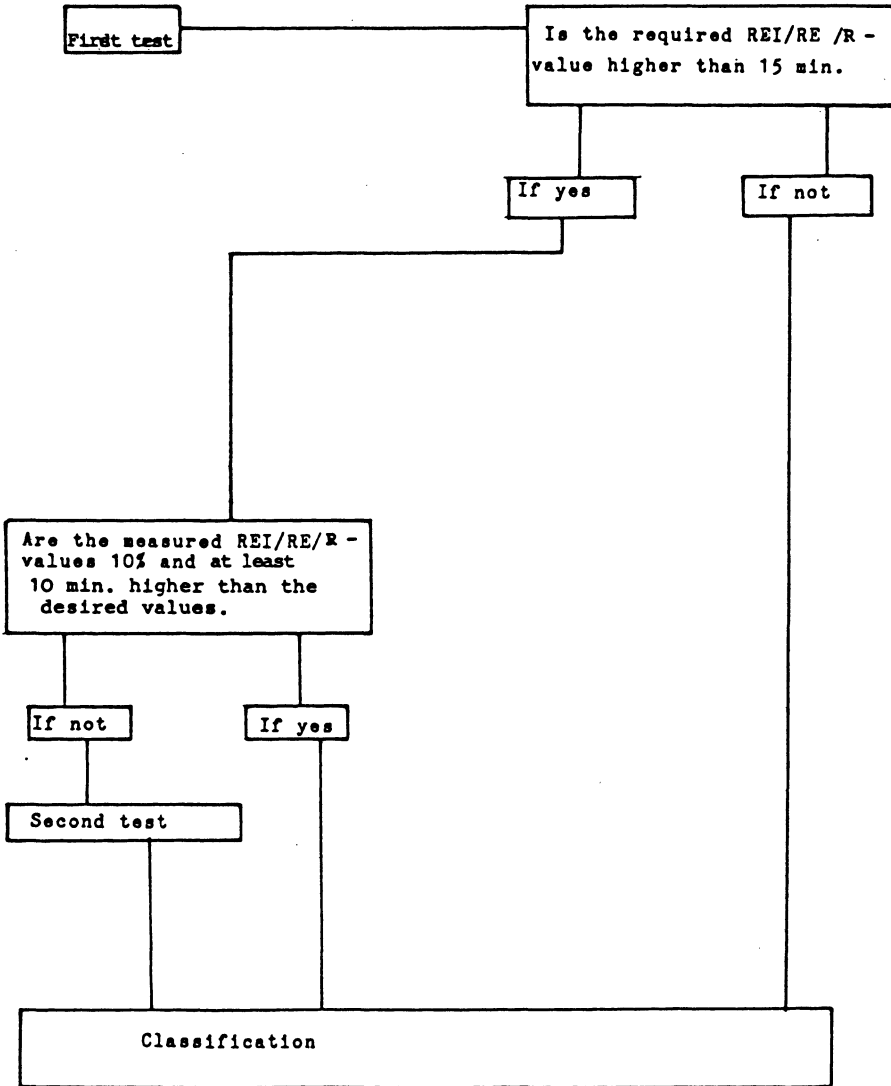 First test
Is the required REI/RE /R -
value higher than 15 min.
If yes
If not
Are the measured REI/RE/R -
values 10% and at least
10 min. higher than the
desired values.
If not
If yes
Second test
Classification